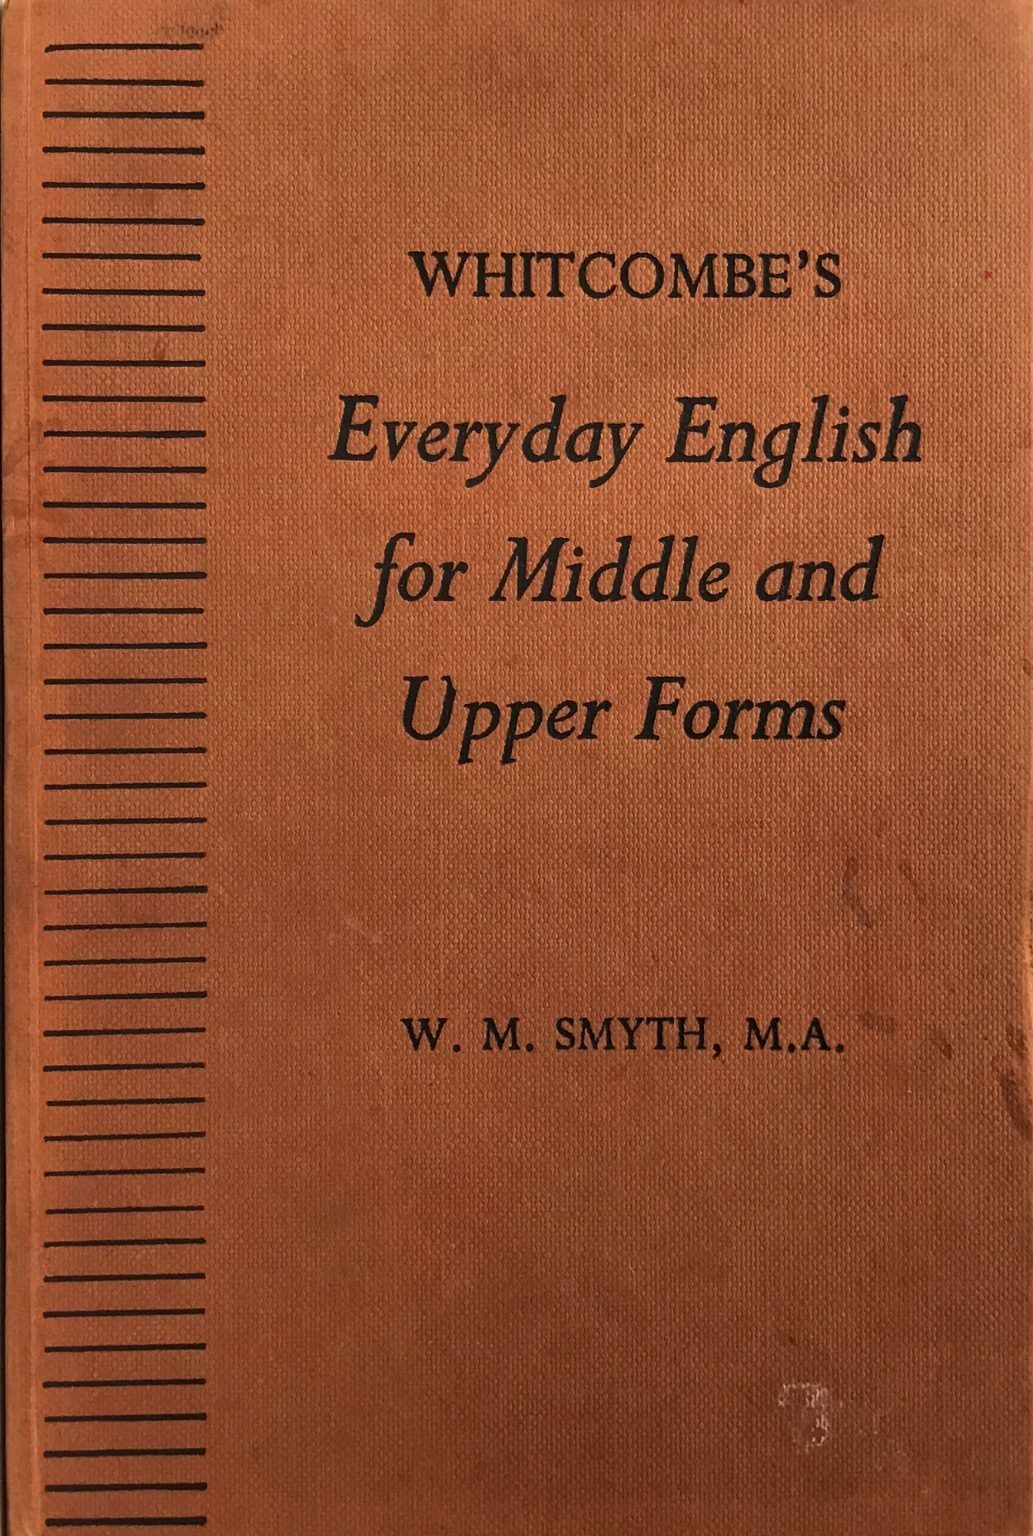 WHITCOMBE'S
Everyday English
for Middle and
Upper Forms
W. M. SMYTH, M.A.